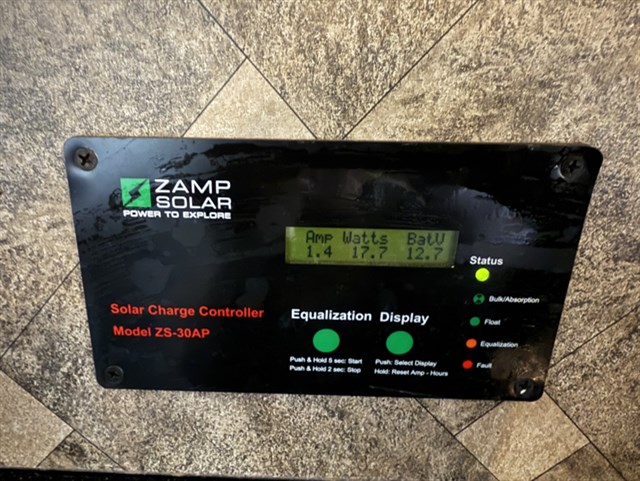 ZAMP
SOLAR
POWER TO EXPLORE
Amp Watts BatV
1.4 17.7 12.7
Status
Bulk/Absorption
Float
Equalization
Fault
Solar Charge Controller
Model ZS-30AP
Equalization Display
Push & Hold 5 sec: Start
Push & Hold 2 sec: Stop
Push: Select Display
Hold: Reset Amp - Hours